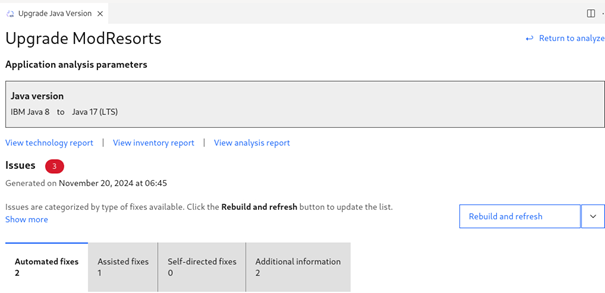 Upgrade Java Version
Upgrade ModResorts
Return to analyze
Application analysis parameters
Java version
IBM Java 8 to Java 17 (LTS)
View technology report | View inventory report | View analysis report
Issues 3
Generated on November 20, 2024 at 06:45
Issues are categorized by type of fixes available. Click the Rebuild and refresh button to update the list.
Show more
Rebuild and refresh
Automated fixes
2
Assisted fixes
1
Self-directed fixes
0
Additional information
2